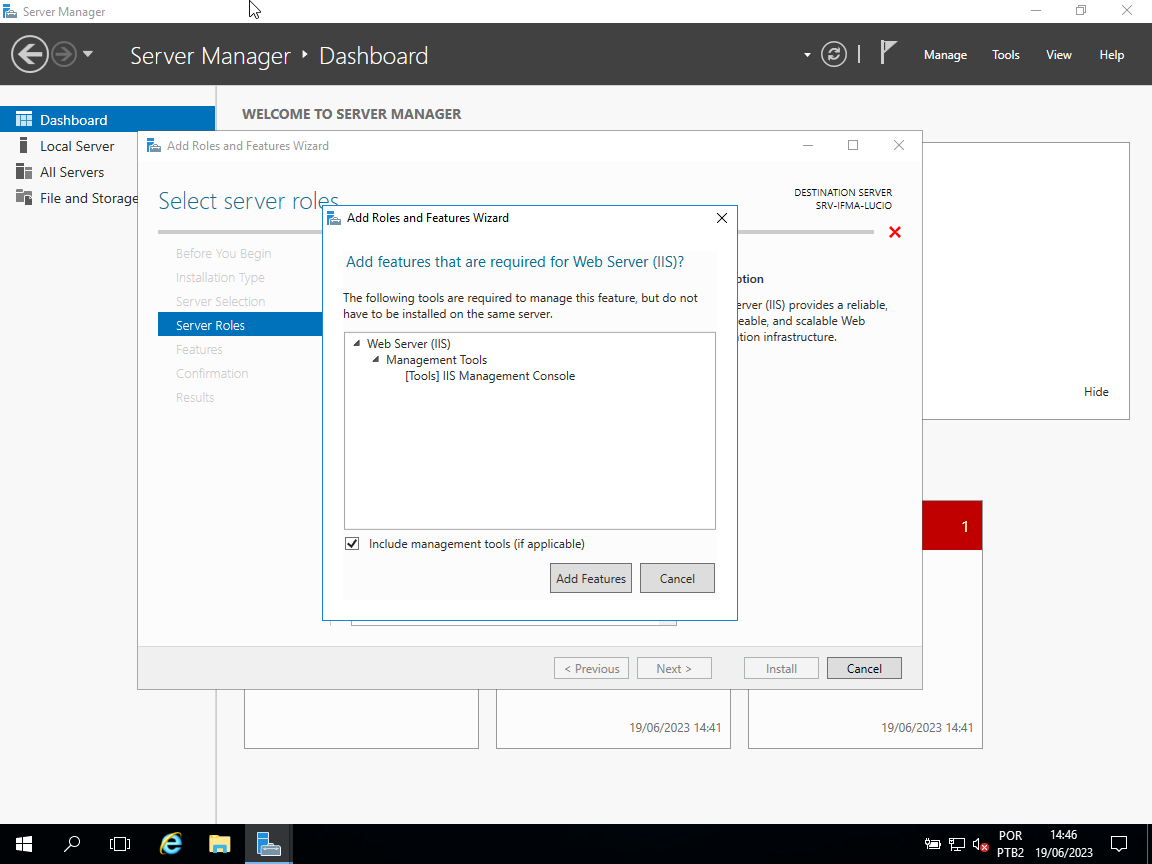 Server Manager
Server Manager Dashboard
Manage Tools View Help
Dashboard
Local Server
All Servers
File and Storage
WELCOME TO SERVER MANAGER
Add Roles and Features Wizard
Select server roles
DESTINATION SERVER
SRV-IFMA-LUCIO
Before You Begin
Installation Type
Server Selection
Server Roles
Features
Confirmation
Results
Add Roles and Features Wizard
Add features that are required for Web Server (IIS)?
The following tools are required to manage this feature, but do not
have to be installed on the same server.
Web Server (IIS)
Management Tools
[Tools] IIS Management Console
Include management tools (if applicable)
Add Features Cancel
ption
erver (IIS) provides a reliable,
eable, and scalable Web
tion infrastructure.
Hide
1
< Previous Next > Install Cancel
19/06/2023 14:41
19/06/2023 14:41
POR
PTB2
14:46
19/06/2023